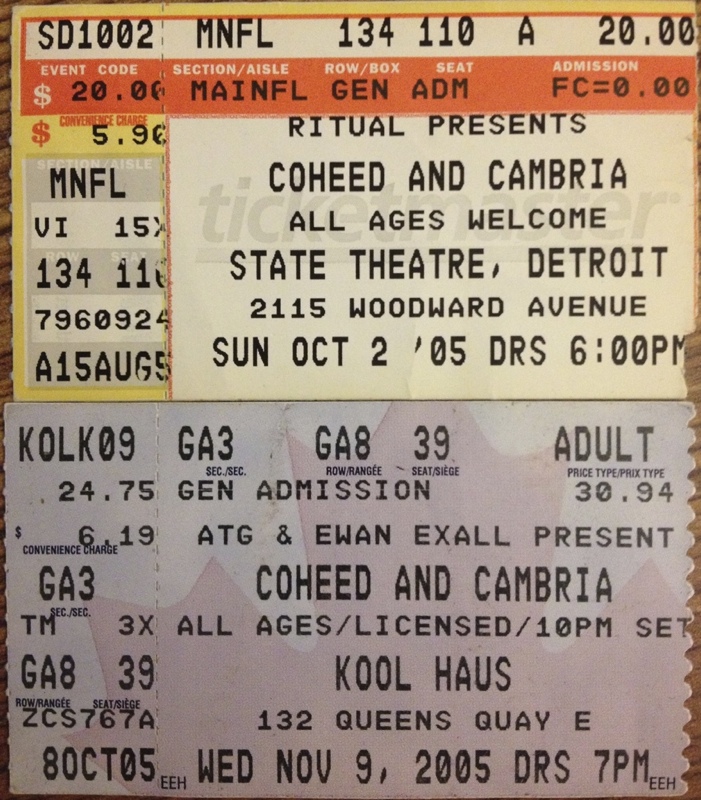 SD1002 MNFL 134 110 A 20.00
EVENT CODE SECTION/AISLE ROW/BOX SEAT ADMISSION
$ 20.00 MAINFL GEN ADM FC=0.00
CONVENIENCE CHARGE
$ 5.90 RITUAL PRESENTS
SECTION/AISLE
MNFL COHEED AND CAMBRIA
ticketmaster
VI 15X ALL AGES WELCOME
134 110 STATE THEATRE, DETROIT
7960924 2115 WOODWARD AVENUE
A15AUG5 SUN OCT 2 '05 DRS 6:00PM
KOLK09 GA3 GA8 39 ADULT
SEC./SEC. ROW/RANGÉE SEAT/SIÈGE PRICE TYPE/PRIX TYPE
24.75 GEN ADMISSION 30.94
$ 6.19 ATG & EWAN EXALL PRESENT
CONVENIENCE CHARGE
GA3 COHEED AND CAMBRIA
SEC./SEC.
TM 3X ALL AGES/LICENSED/10PM SET
GA8 39 KOOL HAUS
ROW/RANGÉE SEAT/SIÈGE
ZCS767A 132 QUEENS QUAY E
8OCT05 WED NOV 9, 2005 DRS 7PM
EEH EEH